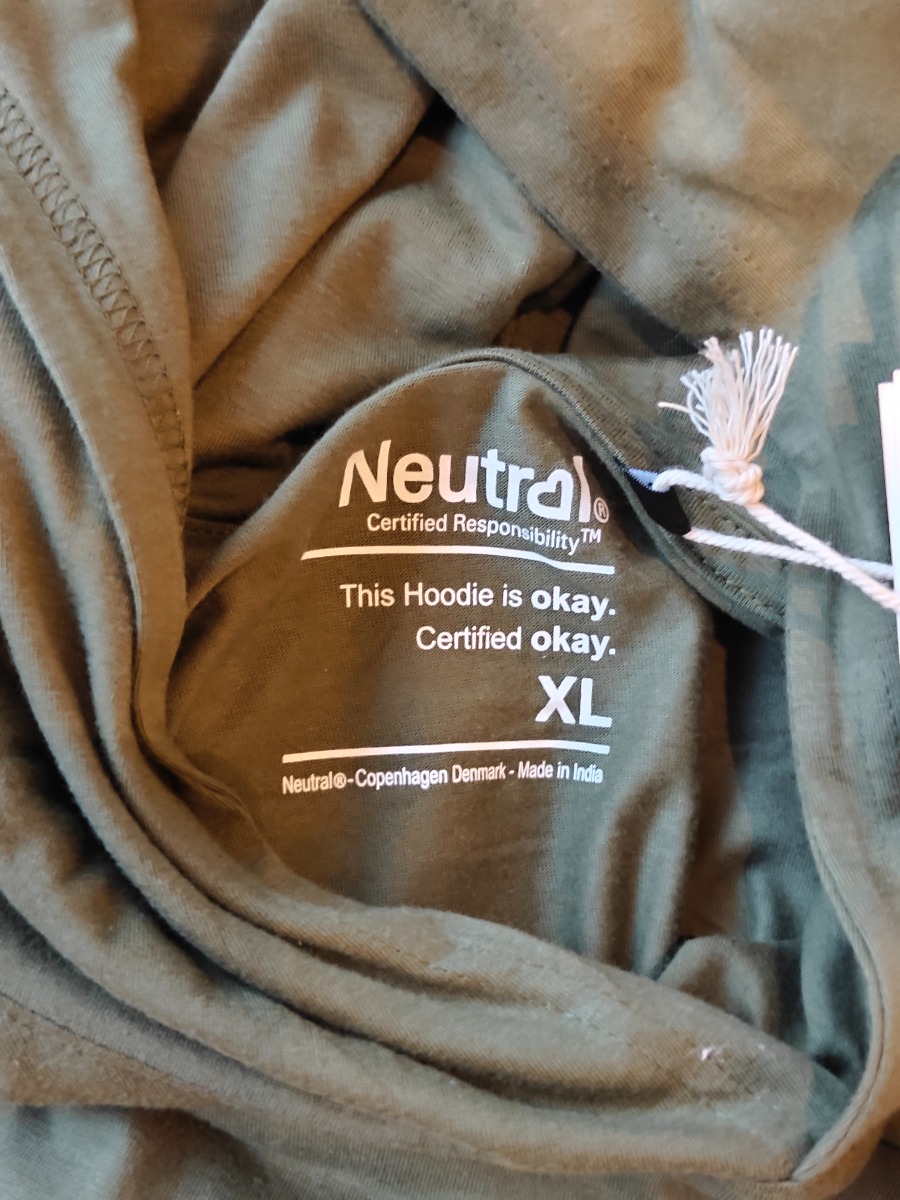 Neutral®
Certified Responsibility™
This Hoodie is okay.
Certified okay.
XL
Neutral®-Copenhagen Denmark - Made in India